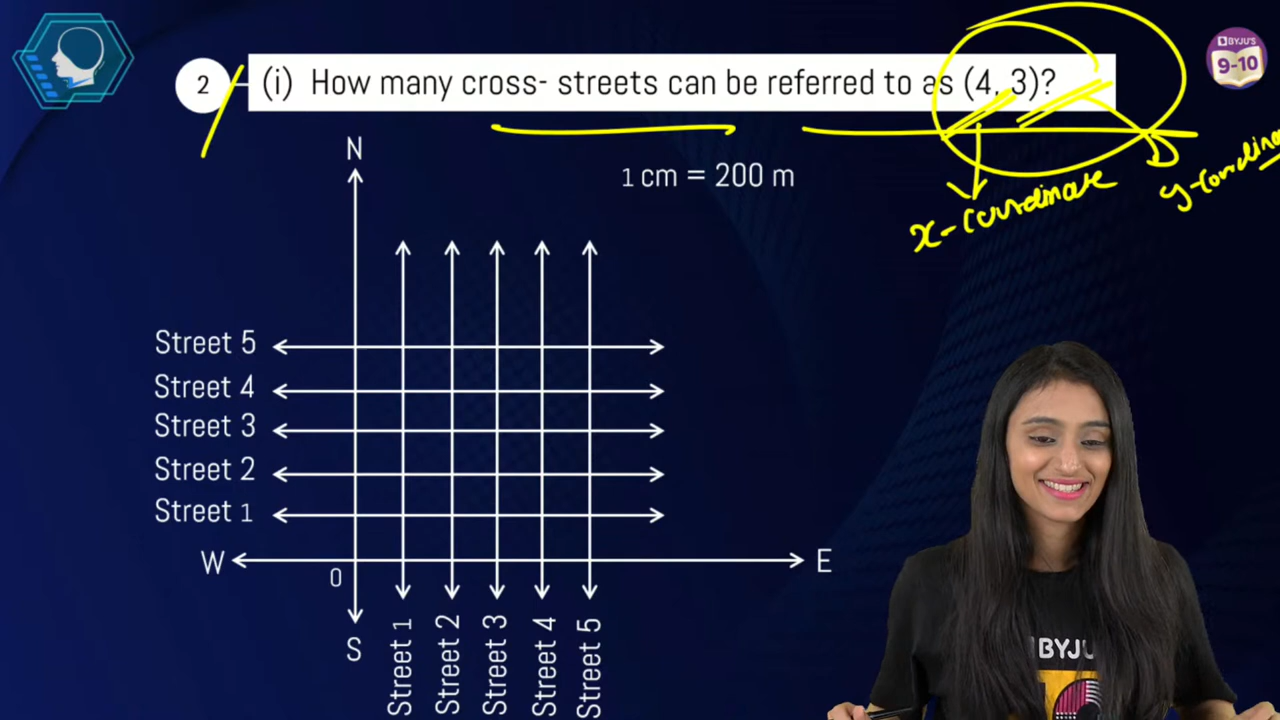 BYJU'S
9-10
2
(i) How many cross- streets can be referred to as (4, 3)?
N
1 cm = 200 m
x-coordinate
y-coordina
Street 5
Street 4
Street 3
Street 2
Street 1
W
E
0
S
Street 1
Street 2
Street 3
Street 4
Street 5
BYJU